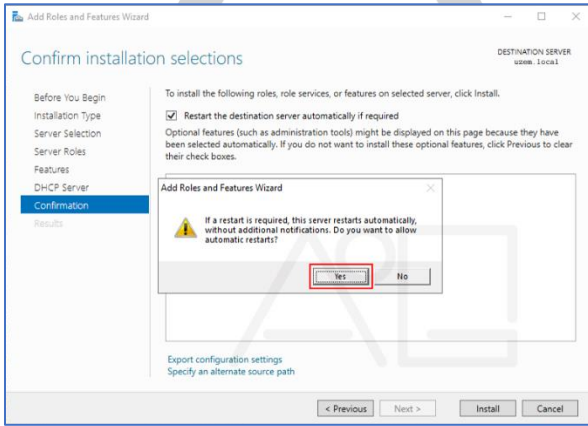 Add Roles and Features Wizard
Confirm installation selections
DESTINATION SERVER
uzem.local
Before You Begin
Installation Type
Server Selection
Server Roles
Features
DHCP Server
Confirmation
Results
To install the following roles, role services, or features on selected server, click Install.
Restart the destination server automatically if required
Optional features (such as administration tools) might be displayed on this page because they have
been selected automatically. If you do not want to install these optional features, click Previous to clear
their check boxes.
Add Roles and Features Wizard
If a restart is required, this server restarts automatically,
without additional notifications. Do you want to allow
automatic restarts?
Yes
No
Export configuration settings
Specify an alternate source path
< Previous
Next >
Install
Cancel